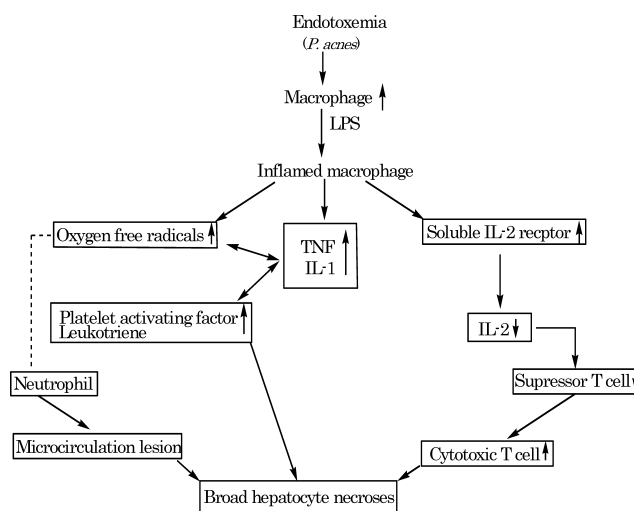 Endotoxemia
(P. acnes)
Macrophage
LPS
Inflamed macrophage
Oxygen free radicals
TNF
IL-1
Soluble IL-2 recptor
Platelet activating factor
Leukotriene
IL-2
Neutrophil
Supressor T cell
Microcirculation lesion
Cytotoxic T cell
Broad hepatocyte necroses